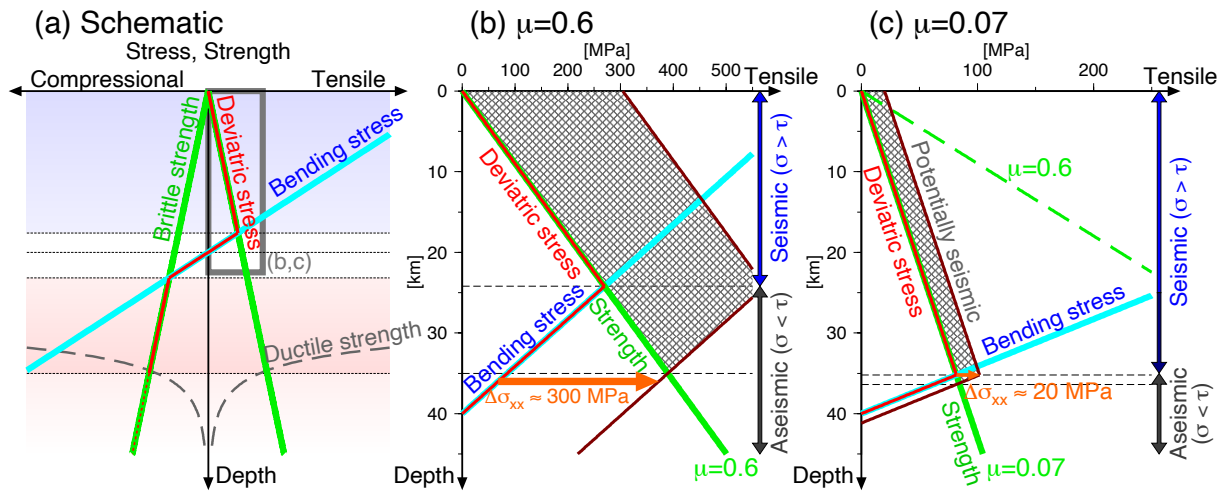 (a) Schematic
Stress, Strength
Compressional
Tensile
Brittle strength
Deviatric stress
Bending stress
(b,c)
Ductile strength
Depth
(b) μ=0.6
[MPa]
0 100 200 300 400 500
Tensile
0
10
20
30
40
[km]
Deviatric stress
Bending stress
Strength
Δσxx ≈ 300 MPa
μ=0.6
Depth
Seismic (σ > τ)
Aseismic (σ < τ)
(c) μ=0.07
[MPa]
0 100 200
Tensile
0
10
20
30
40
[km]
μ=0.6
Potentially seismic
Deviatric stress
Bending stress
Δσxx ≈ 20 MPa
Strength
μ=0.07
Depth
Seismic (σ > τ)
Aseismic
(σ < τ)